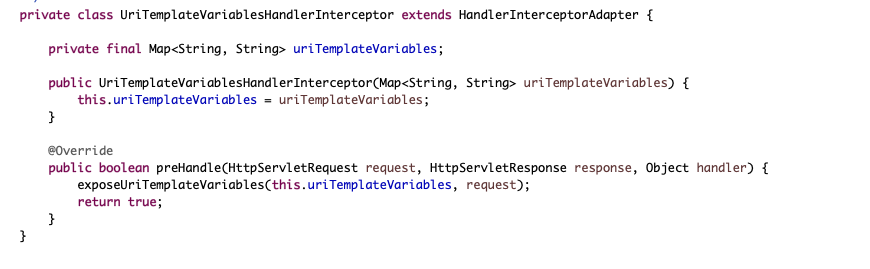 private class UriTemplateVariablesHandlerInterceptor extends HandlerInterceptorAdapter {
private final Map<String, String> uriTemplateVariables;
public UriTemplateVariablesHandlerInterceptor(Map<String, String> uriTemplateVariables) {
this.uriTemplateVariables = uriTemplateVariables;
}
@Override
public boolean preHandle(HttpServletRequest request, HttpServletResponse response, Object handler) {
exposeUriTemplateVariables(this.uriTemplateVariables, request);
return true;
}
}